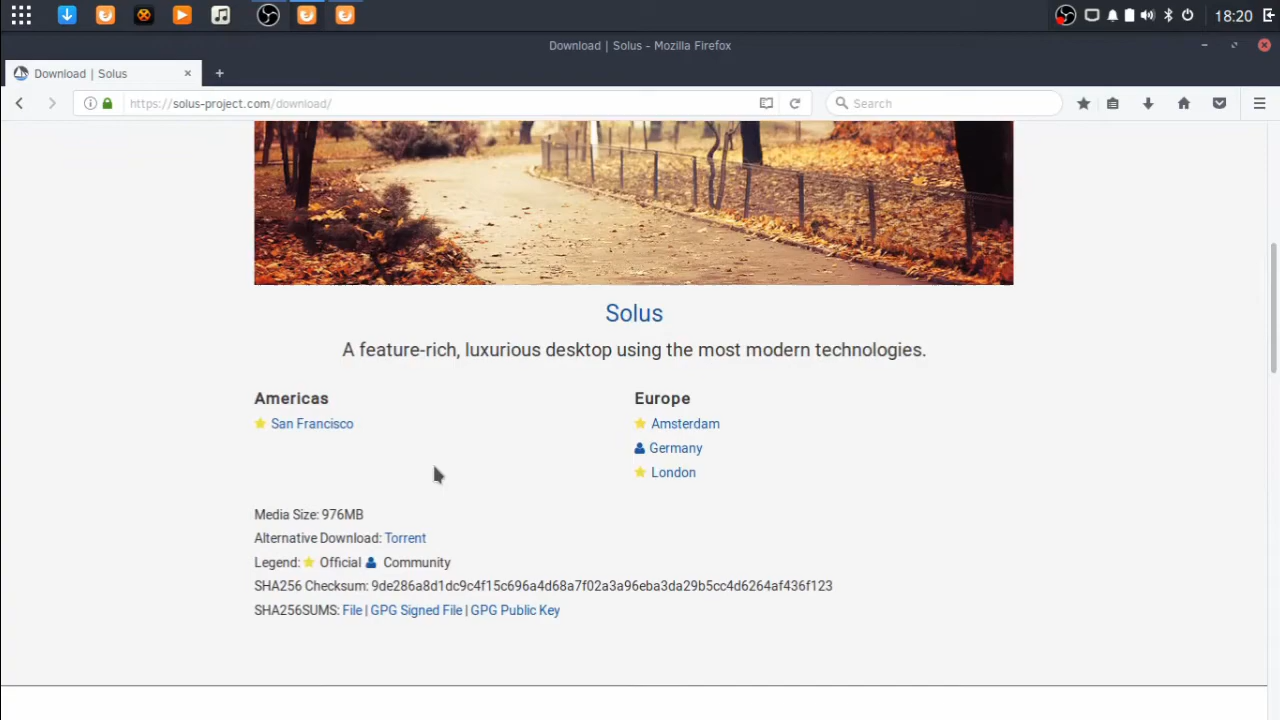 18:20
Download | Solus - Mozilla Firefox
Download | Solus
https://solus-project.com/download/
Search
Solus
A feature-rich, luxurious desktop using the most modern technologies.
Americas
San Francisco
Europe
Amsterdam
Germany
London
Media Size: 976MB
Alternative Download: Torrent
Legend: Official Community
SHA256 Checksum: 9de286a8d1dc9c4f15c696a4d68a7f02a3a96eba3da29b5cc4d6264af436f123
SHA256SUMS: File | GPG Signed File | GPG Public Key